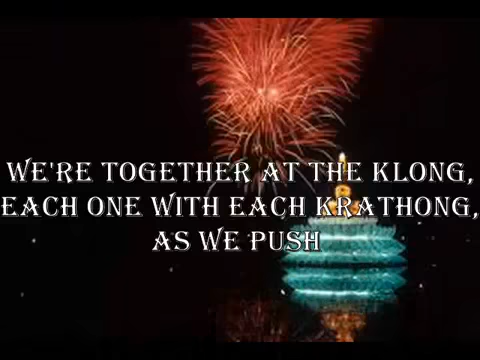 WE'RE TOGETHER AT THE KLONG,
EACH ONE WITH EACH KRATHONG,
AS WE PUSH